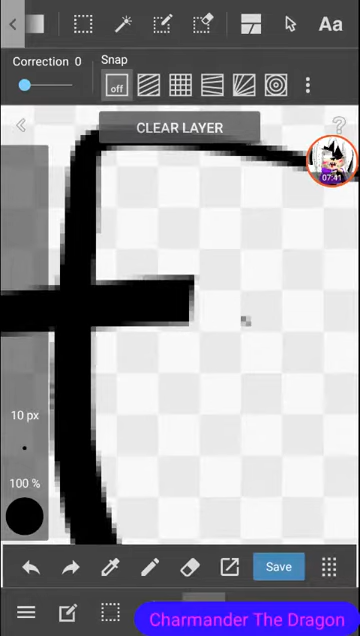 Aa
Correction 0
Snap
off
CLEAR LAYER
?
07:41
10 px
100 %
Save
Charmander The Dragon